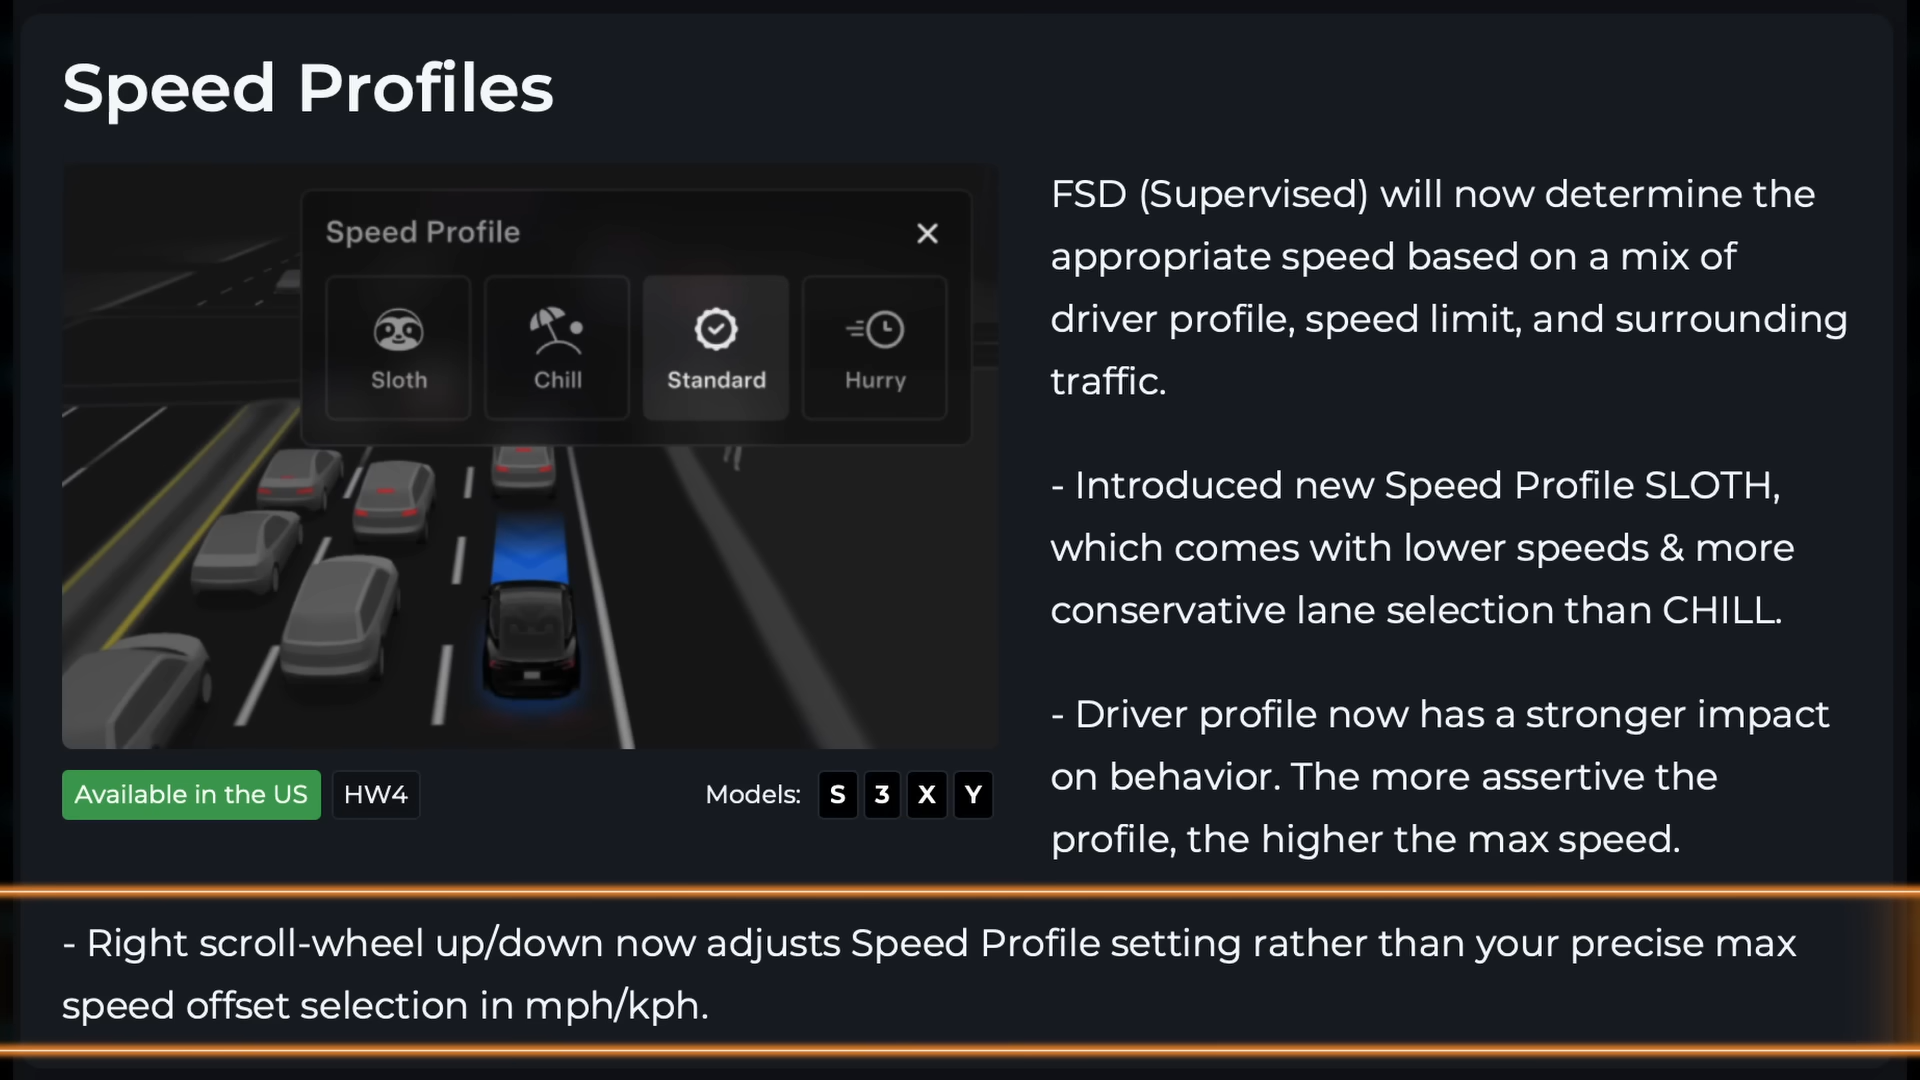 Speed Profiles
Speed Profile
Sloth
Chill
Standard
Hurry
Available in the US
HW4
Models: S 3 X Y
FSD (Supervised) will now determine the
appropriate speed based on a mix of
driver profile, speed limit, and surrounding
traffic.
- Introduced new Speed Profile SLOTH,
which comes with lower speeds & more
conservative lane selection than CHILL.
- Driver profile now has a stronger impact
on behavior. The more assertive the
profile, the higher the max speed.
- Right scroll-wheel up/down now adjusts Speed Profile setting rather than your precise max
speed offset selection in mph/kph.